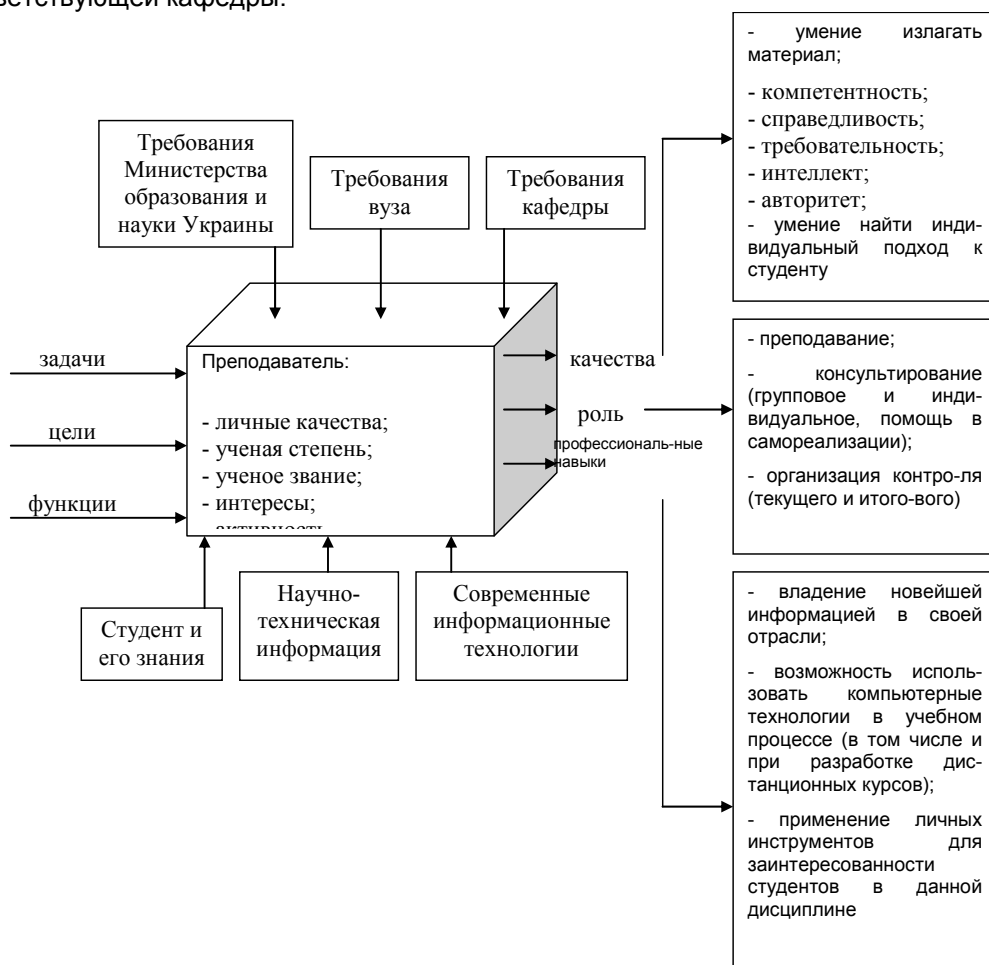 ветствующей кафедры.
Требования
Министерства
образования и
науки Украины
Требования
вуза
Требования
кафедры
задачи
цели
функции
Преподаватель:
- личные качества;
- ученая степень;
- ученое звание;
- интересы;
- активность
качества
роль
профессиональ-ные
навыки
Студент и
его знания
Научно-
техническая
информация
Современные
информационные
технологии
- умение излагать
материал;
- компетентность;
- справедливость;
- требовательность;
- интеллект;
- авторитет;
- умение найти инди-
видуальный подход к
студенту
- преподавание;
- консультирование
(групповое и инди-
видуальное, помощь в
самореализации);
- организация контро-ля
(текущего и итого-вого)
- владение новейшей
информацией в своей
отрасли;
- возможность исполь-
зовать компьютерные
технологии в учебном
процессе (в том числе и
при разработке дис-
танционных курсов);
- применение личных
инструментов для
заинтересованности
студентов в данной
дисциплине